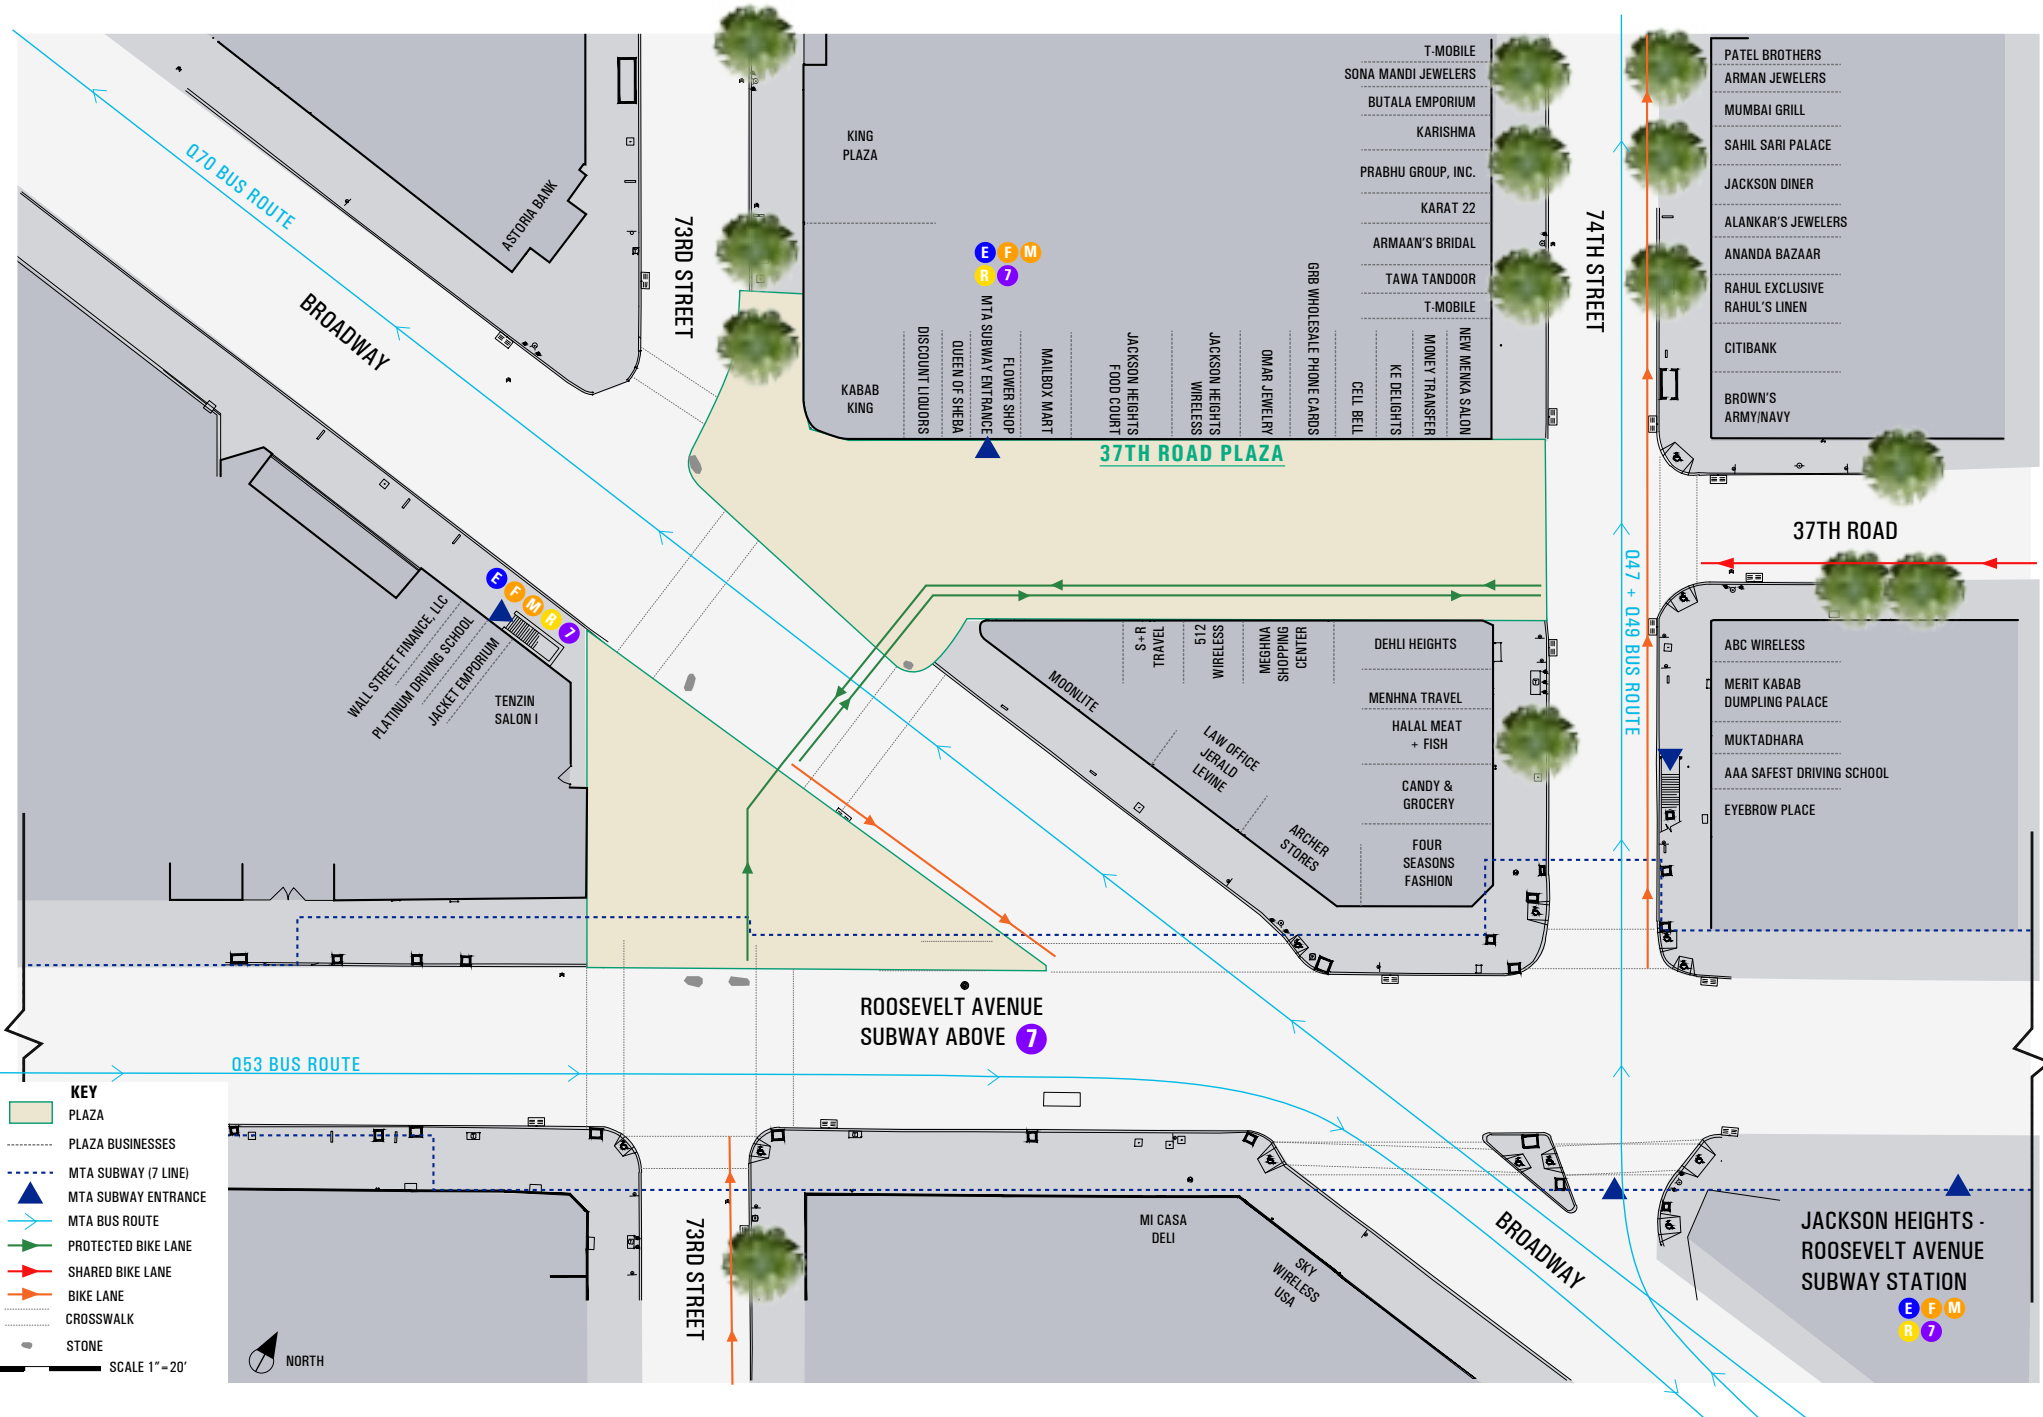 T-MOBILE
SONA MANDI JEWELERS
BUTALA EMPORIUM
KARISHMA
PRABHU GROUP, INC.
KARAT 22
ARMAAN'S BRIDAL
TAWA TANDOOR
T-MOBILE
PATEL BROTHERS
ARMAN JEWELERS
MUMBAI GRILL
SAHIL SARI PALACE
JACKSON DINER
ALANKAR'S JEWELERS
ANANDA BAZAAR
RAHUL EXCLUSIVE
RAHUL'S LINEN
CITIBANK
BROWN'S
ARMY/NAVY
KING
PLAZA
Q70 BUS ROUTE
ASTORIA BANK
73RD STREET
74TH STREET
BROADWAY
E F M
R 7
KABAB
KING
DISCOUNT LIQUORS
QUEEN OF SHEBA
MTA SUBWAY ENTRANCE
FLOWER SHOP
MAILBOX MART
JACKSON HEIGHTS
FOOD COURT
JACKSON HEIGHTS
WIRELESS
OMAR JEWELRY
GRB WHOLESALE PHONE CARDS
CELL BELL
KE DELIGHTS
MONEY TRANSFER
NEW MENKA SALON
37TH ROAD PLAZA
37TH ROAD
Q47 + Q49 BUS ROUTE
E F M R 7
WALL STREET FINANCE, LLC
PLATINUM DRIVING SCHOOL
JACKET EMPORIUM
TENZIN
SALON I
MOONLITE
S+R
TRAVEL
512
WIRELESS
MEGHNA
SHOPPING
CENTER
DEHLI HEIGHTS
MENHNA TRAVEL
HALAL MEAT
+ FISH
CANDY &
GROCERY
FOUR
SEASONS
FASHION
LAW OFFICE
JERALD
LEVINE
ARCHER
STORES
ABC WIRELESS
MERIT KABAB
DUMPLING PALACE
MUKTADHARA
AAA SAFEST DRIVING SCHOOL
EYEBROW PLACE
ROOSEVELT AVENUE
SUBWAY ABOVE 7
Q53 BUS ROUTE
KEY
PLAZA
PLAZA BUSINESSES
MTA SUBWAY (7 LINE)
MTA SUBWAY ENTRANCE
MTA BUS ROUTE
PROTECTED BIKE LANE
SHARED BIKE LANE
BIKE LANE
CROSSWALK
STONE
SCALE 1"=20'
NORTH
73RD STREET
MI CASA
DELI
SKY
WIRELESS
USA
BROADWAY
JACKSON HEIGHTS -
ROOSEVELT AVENUE
SUBWAY STATION
E F M
R 7